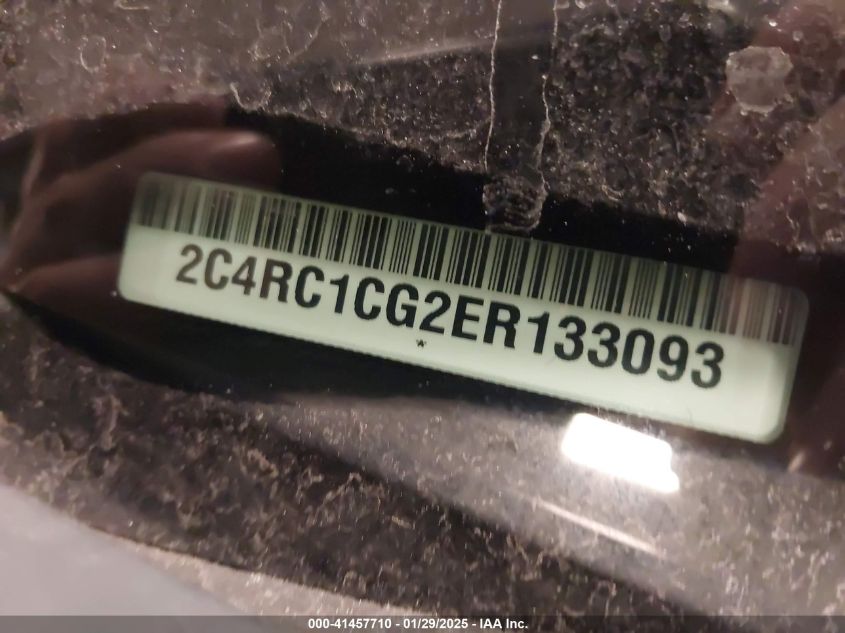 2C4RC1CG2ER133093
*
000-41457710 - 01/29/2025 - IAA Inc.